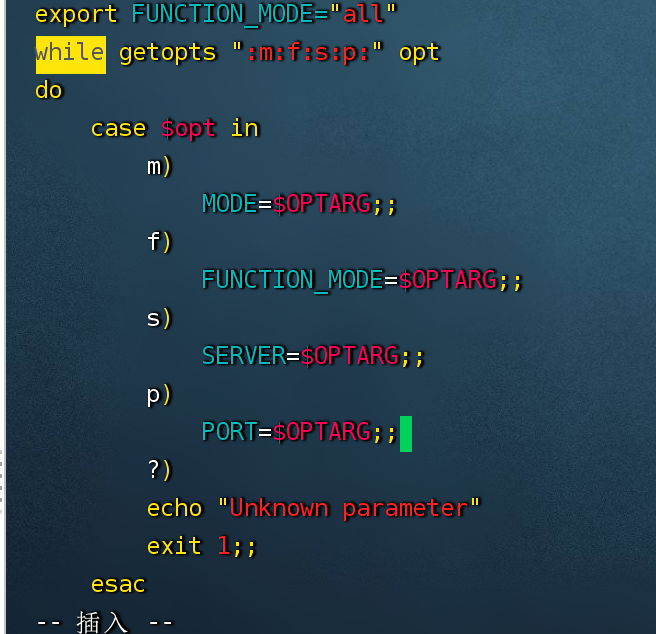 export FUNCTION_MODE="all"
while getopts ":m:f:s:p:" opt
do
    case $opt in
        m)
            MODE=$OPTARG;;
        f)
            FUNCTION_MODE=$OPTARG;;
        s)
            SERVER=$OPTARG;;
        p)
            PORT=$OPTARG;;
        ?)
        echo "Unknown parameter"
        exit 1;;
    esac
-- 插入 --